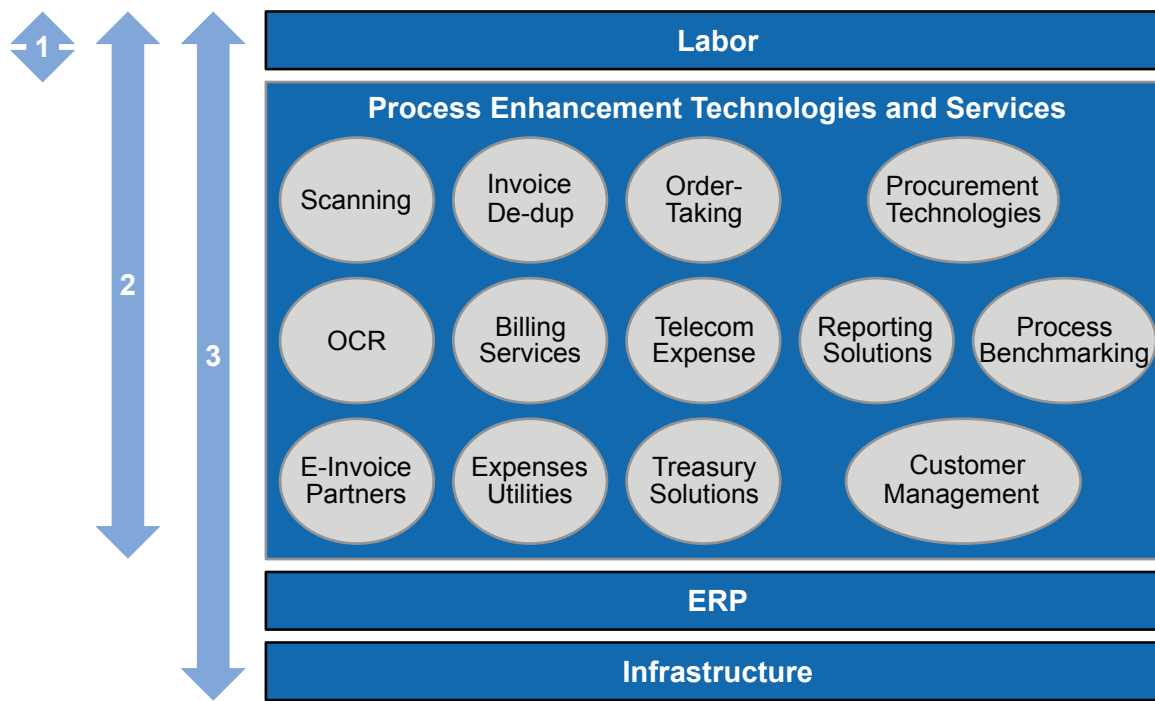 1
2
3
Labor
Process Enhancement Technologies and Services
Scanning
Invoice
De-dup
Order-
Taking
Procurement
Technologies
OCR
Billing
Services
Telecom
Expense
Reporting
Solutions
Process
Benchmarking
E-Invoice
Partners
Expenses
Utilities
Treasury
Solutions
Customer
Management
ERP
Infrastructure